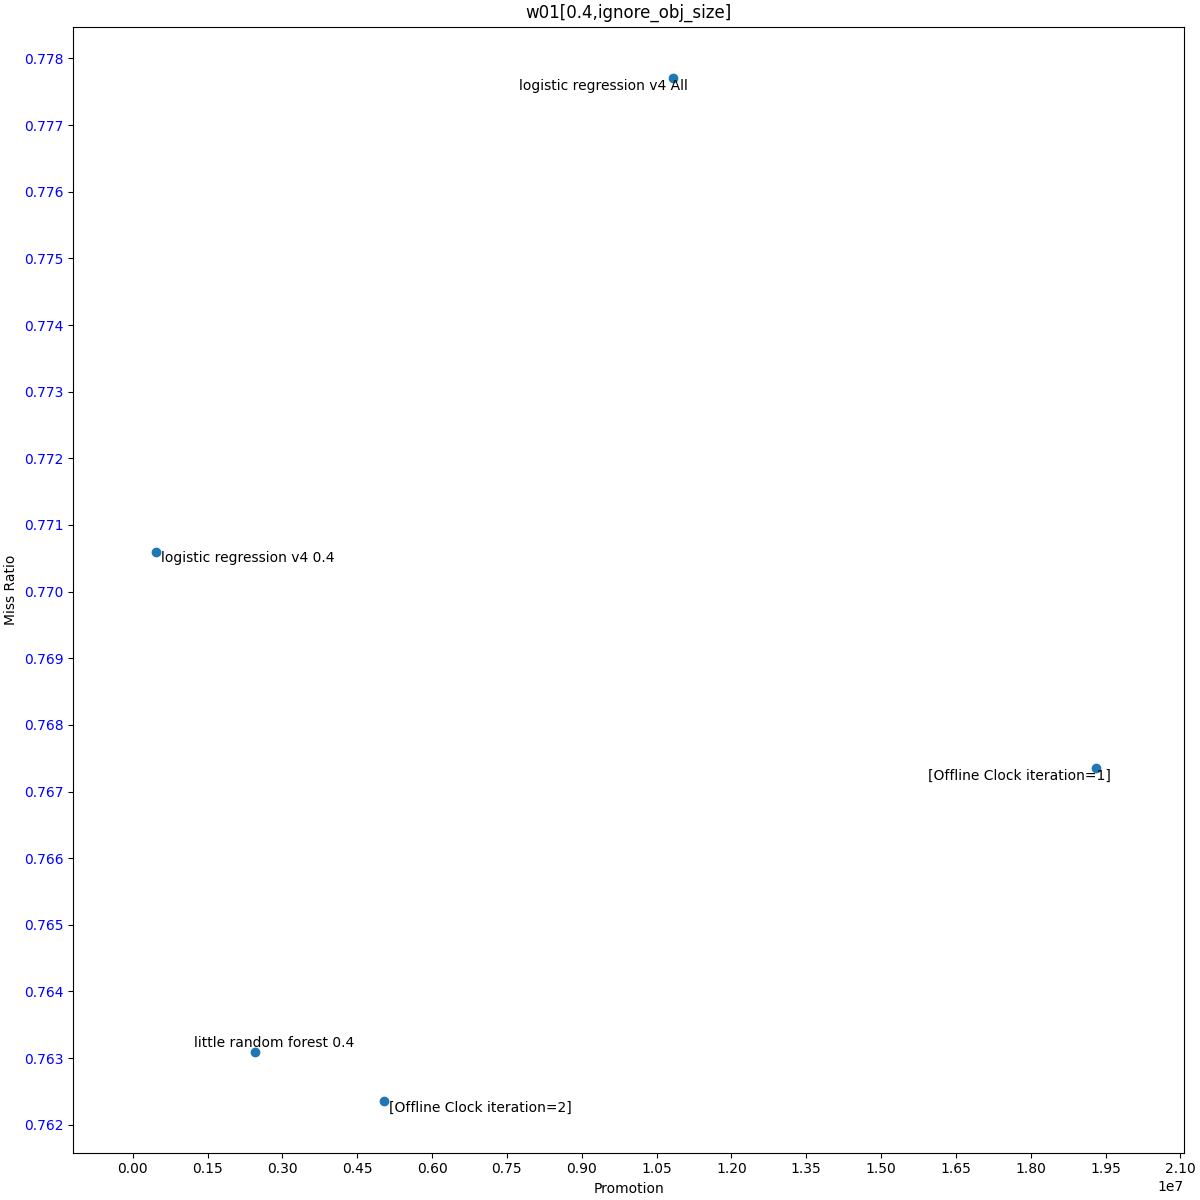 w01[0.4,ignore_obj_size]
0.778
logistic regression v4 All
0.777
0.776
0.775
0.774
0.773
0.772
0.771
logistic regression v4 0.4
0.770
Miss Ratio
0.769
0.768
[Offline Clock iteration=1]
0.767
0.766
0.765
0.764
little random forest 0.4
0.763
[Offline Clock iteration=2]
0.762
0.00 0.15 0.30 0.45 0.60 0.75 0.90 1.05 1.20 1.35 1.50 1.65 1.80 1.95 2.10
1e7
Promotion